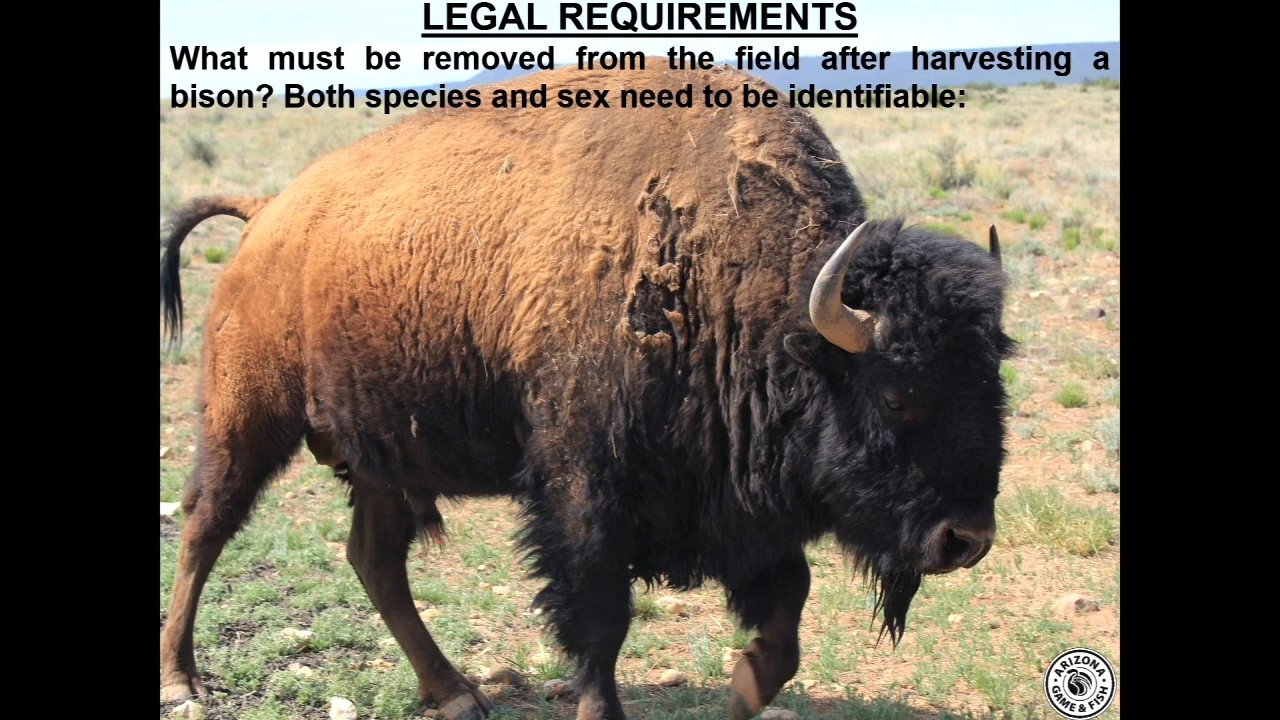 LEGAL REQUIREMENTS
What must be removed from the field after harvesting a
bison? Both species and sex need to be identifiable:
ARIZONA
GAME & FISH